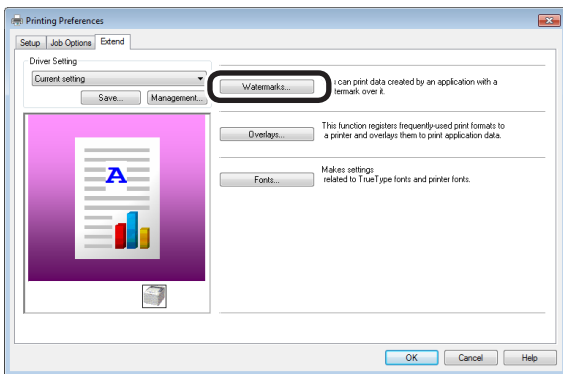 Printing Preferences
Setup Job Options Extend
Driver Setting
Current setting
Save... Management...
Watermarks...
can print data created by an application with a
termark over it.
Overlays...
This function registers frequently-used print formats to
a printer and overlays them to print application data.
Fonts...
Makes settings
related to TrueType fonts and printer fonts.
A
OK Cancel Help